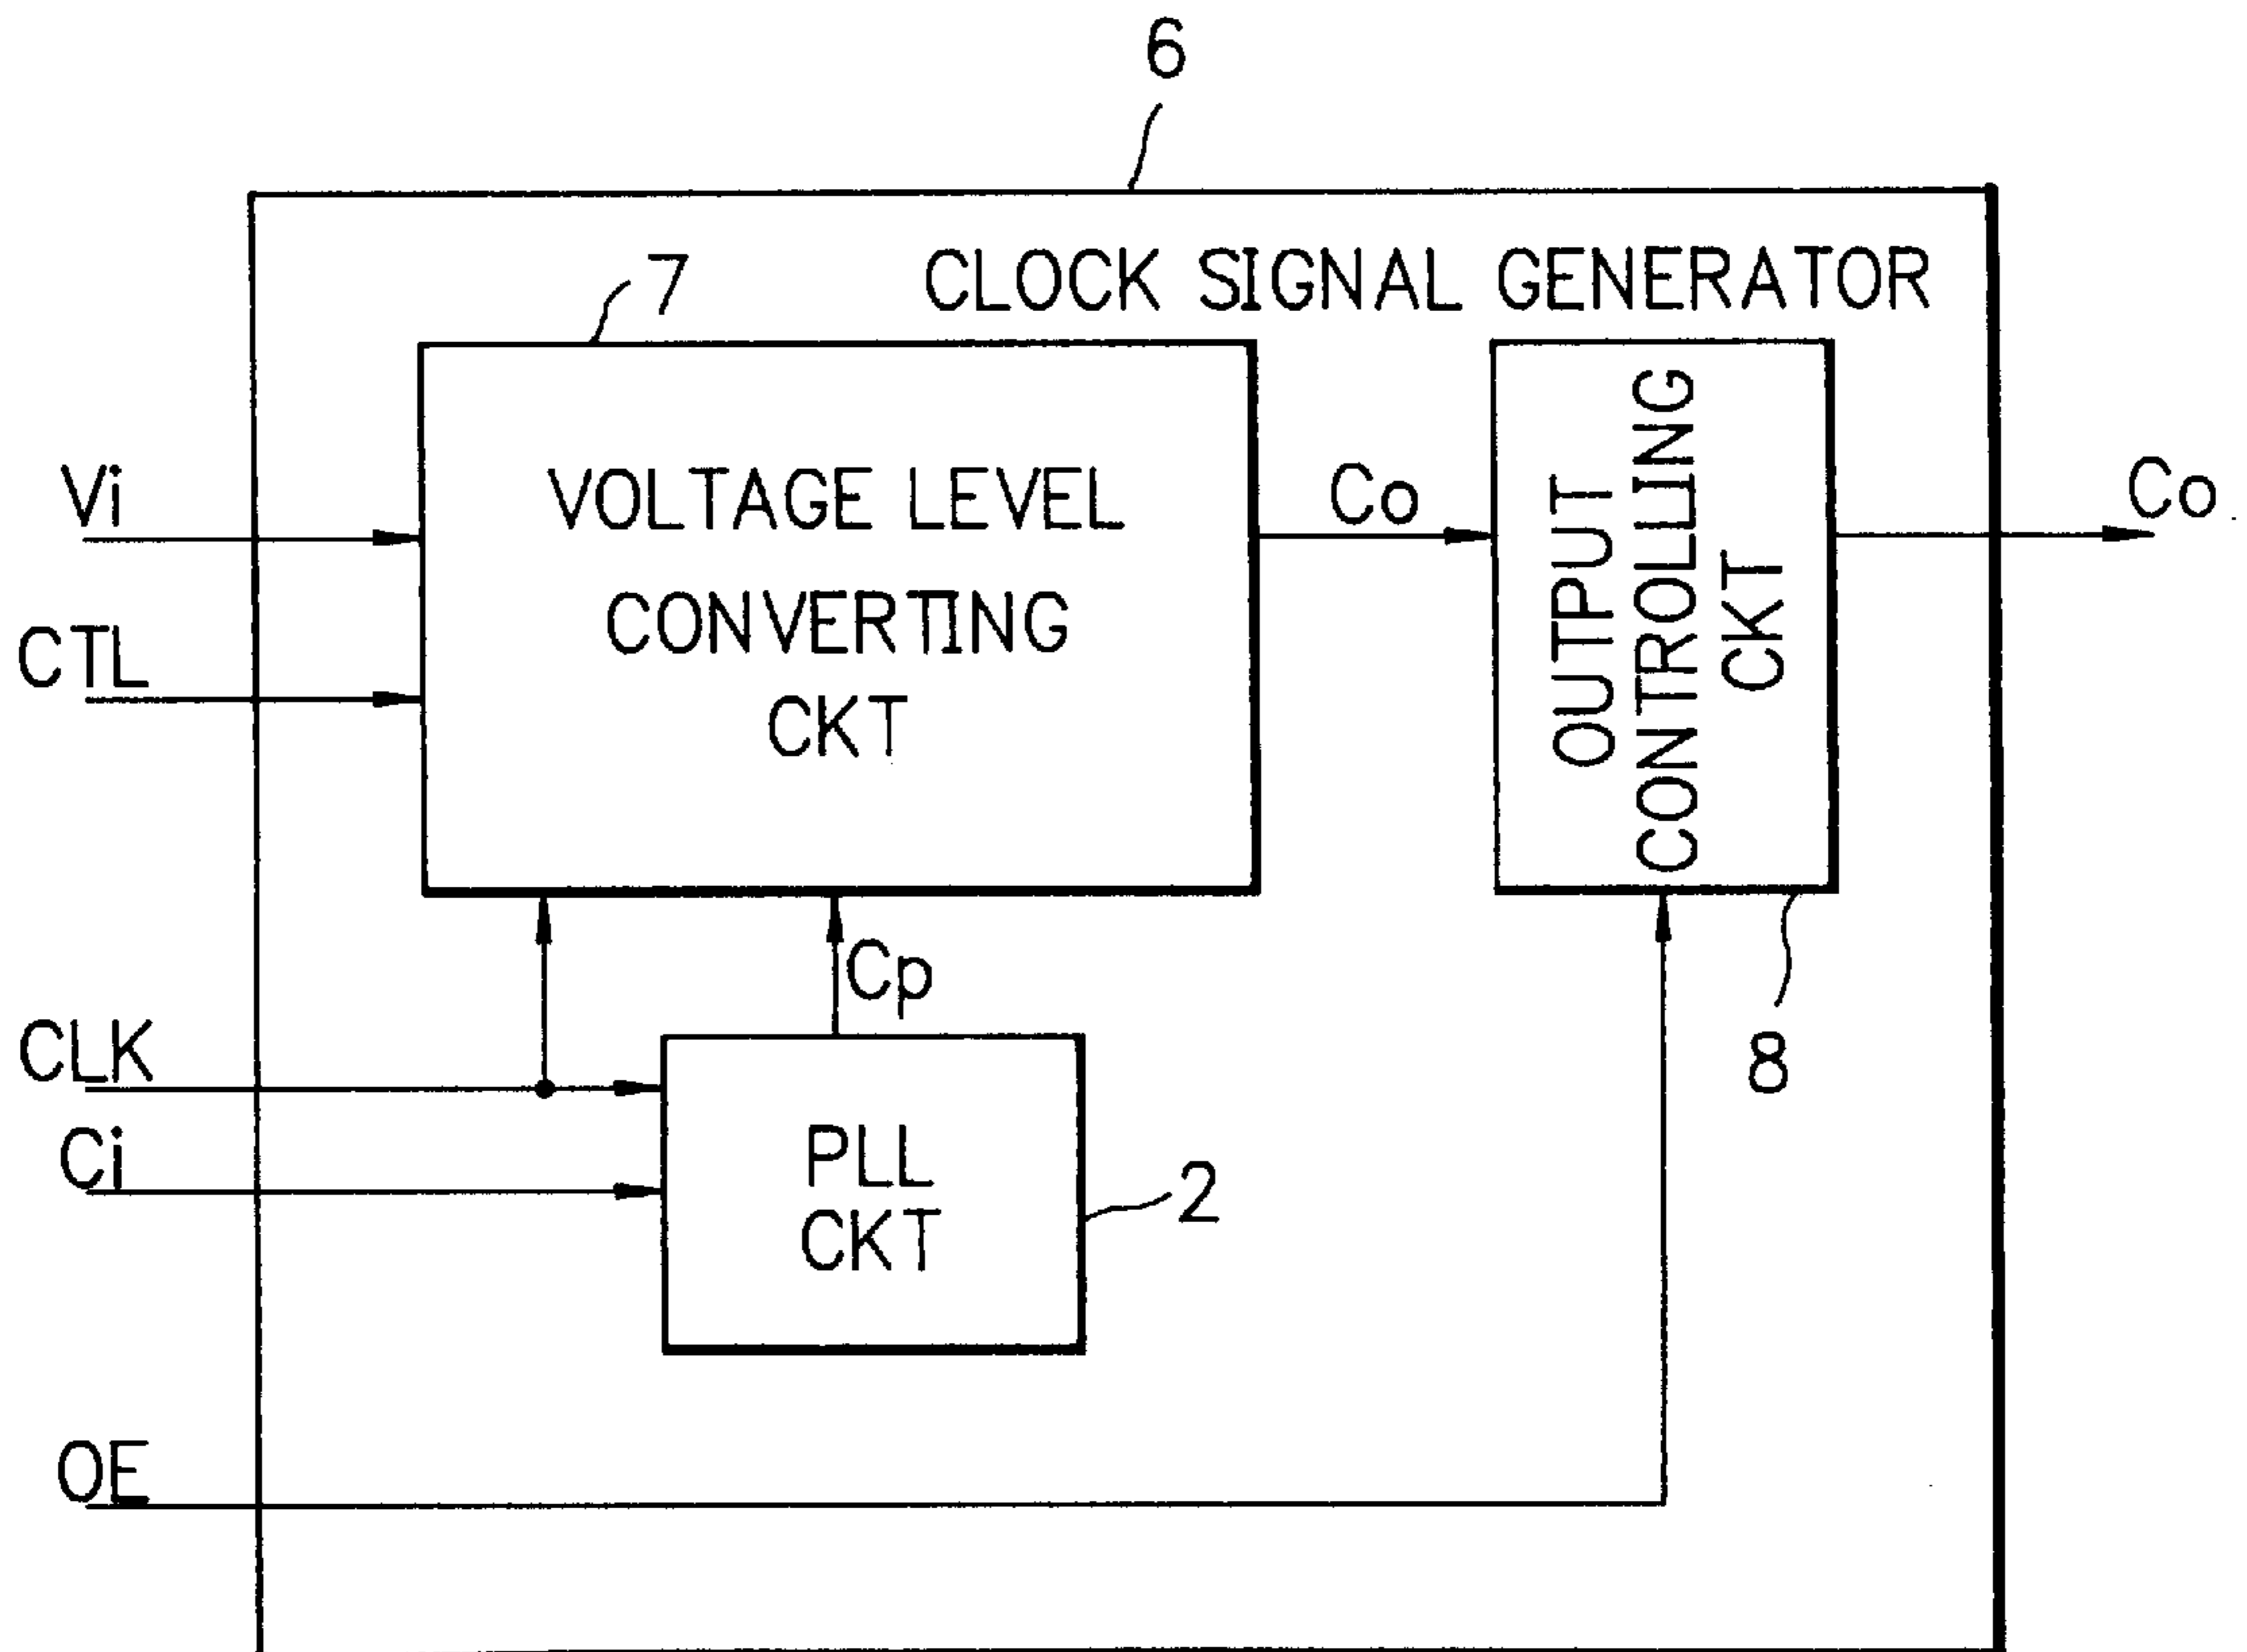 6
CLOCK SIGNAL GENERATOR
7
VOLTAGE LEVEL
CONVERTING
CKT
OUTPUT
CONTROLLING
CKT
Vi
CTL
Co
Co
Cp
CLK
Ci
PLL
CKT
2
8
OE